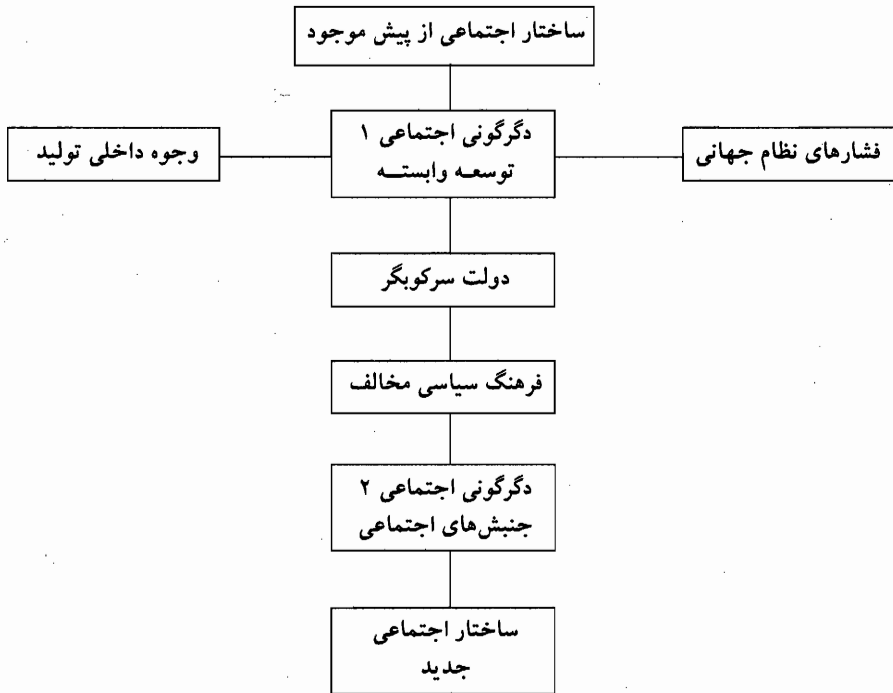 ساختار اجتماعی از پیش موجود
دگرگونی اجتماعی ۱
توسعه وابسته
فشارهای نظام جهانی
وجوه داخلی تولید
دولت سرکوبگر
فرهنگ سیاسی مخالف
دگرگونی اجتماعی ۲
جنبش‌های اجتماعی
ساختار اجتماعی
جدید